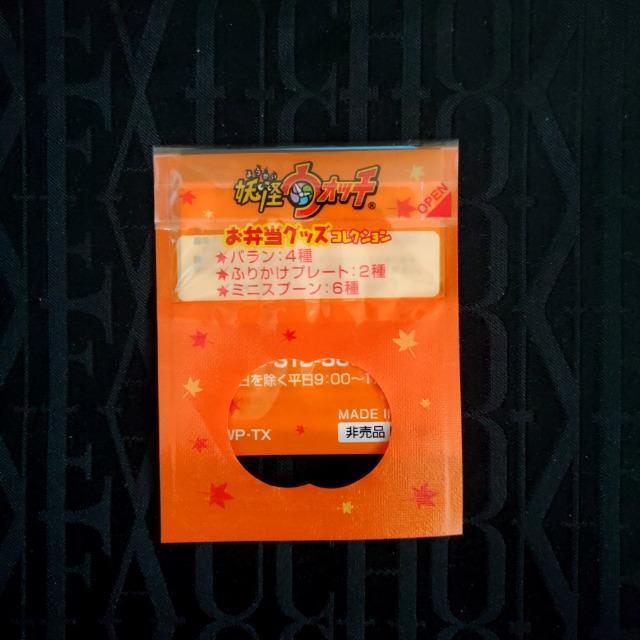 ようかい
妖怪ウォッチ®
OPEN
お弁当グッズコレクション
★バラン:4種
★ふりかけプレート:2種
★ミニスプーン:6種
日を除く平日9:00〜1
MADE I
WP・TX
非売品